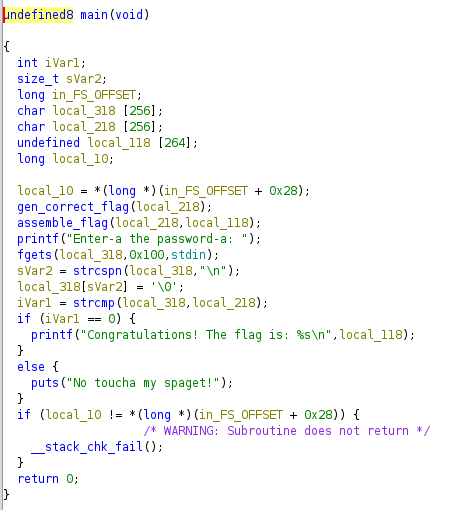 undefined8 main(void)
{
int iVar1;
size_t sVar2;
long in_FS_OFFSET;
char local_318 [256];
char local_218 [256];
undefined local_118 [264];
long local_10;
local_10 = *(long *)(in_FS_OFFSET + 0x28);
gen_correct_flag(local_218);
assemble_flag(local_218,local_118);
printf("Enter-a the password-a: ");
fgets(local_318,0x100,stdin);
sVar2 = strcspn(local_318,"\n");
local_318[sVar2] = '\0';
iVar1 = strcmp(local_318,local_218);
if (iVar1 == 0) {
printf("Congratulations! The flag is: %s\n",local_118);
}
else {
puts("No toucha my spaget!");
}
if (local_10 != *(long *)(in_FS_OFFSET + 0x28)) {
/* WARNING: Subroutine does not return */
__stack_chk_fail();
}
return 0;
}